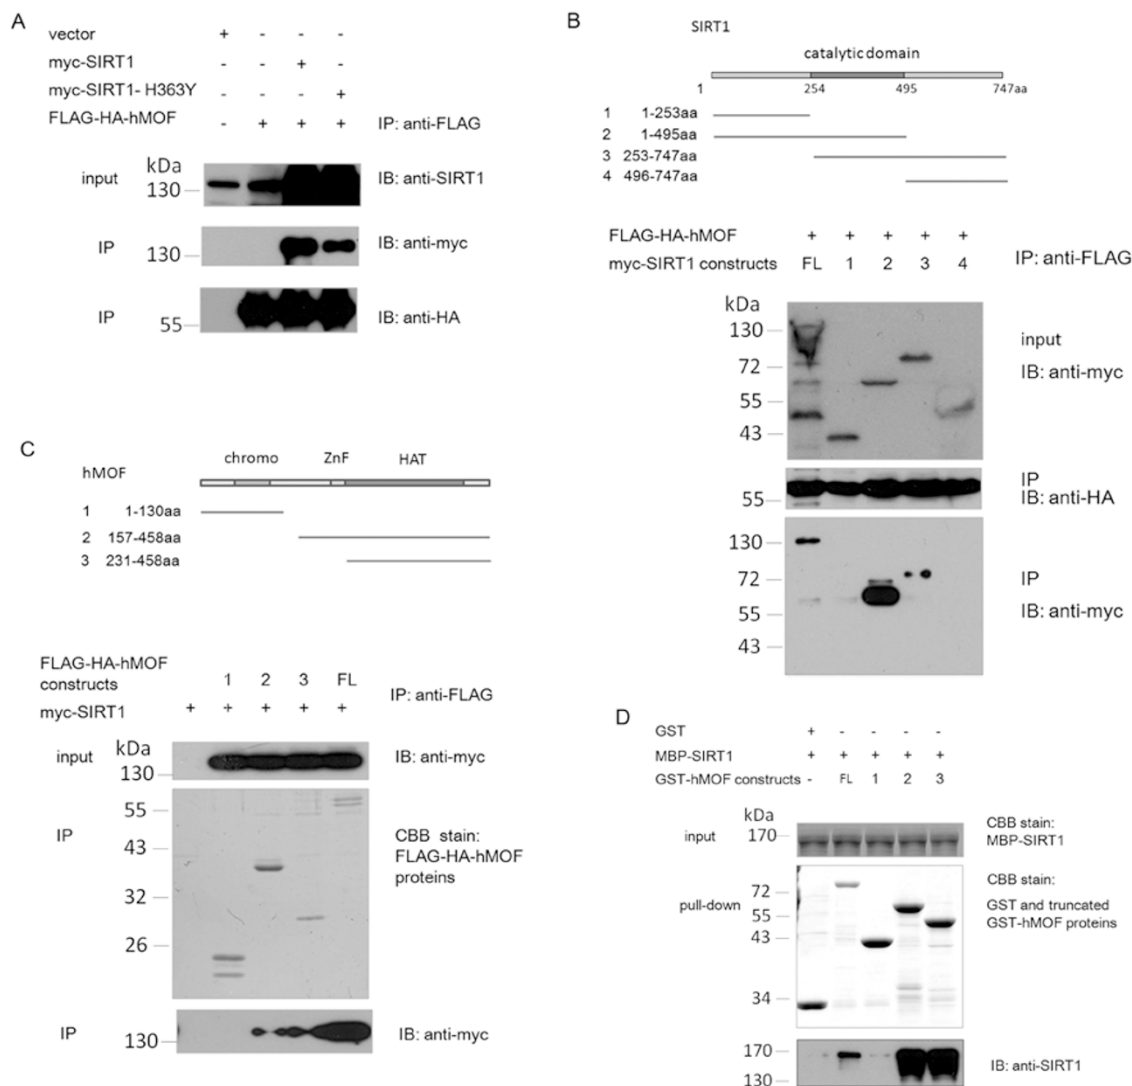 A
vector + - - -
myc-SIRT1 - - + -
myc-SIRT1- H363Y - - - +
FLAG-HA-hMOF - + + + IP: anti-FLAG
kDa
input 130 IB: anti-SIRT1
IP 130 IB: anti-myc
IP 55 IB: anti-HA
B
SIRT1
catalytic domain
1 254 495 747aa
1 1-253aa
2 1-495aa
3 253-747aa
4 496-747aa
FLAG-HA-hMOF + + + + +
myc-SIRT1 constructs FL 1 2 3 4 IP: anti-FLAG
kDa
130 input
72 IB: anti-myc
55
43
IP
55 IB: anti-HA
130
72 IP
55 IB: anti-myc
43
C
chromo ZnF HAT
hMOF
1 1-130aa
2 157-458aa
3 231-458aa
FLAG-HA-hMOF
constructs 1 2 3 FL IP: anti-FLAG
myc-SIRT1 + + + + +
kDa
input 130 IB: anti-myc
55
IP 43 CBB stain:
FLAG-HA-hMOF
proteins
32
26
IP 130 IB: anti-myc
D
GST + - - - -
MBP-SIRT1 + + + + +
GST-hMOF constructs - FL 1 2 3
kDa
input 170 CBB stain:
MBP-SIRT1
72 CBB stain:
pull-down 55 GST and truncated
43 GST-hMOF proteins
34
170
130 IB: anti-SIRT1